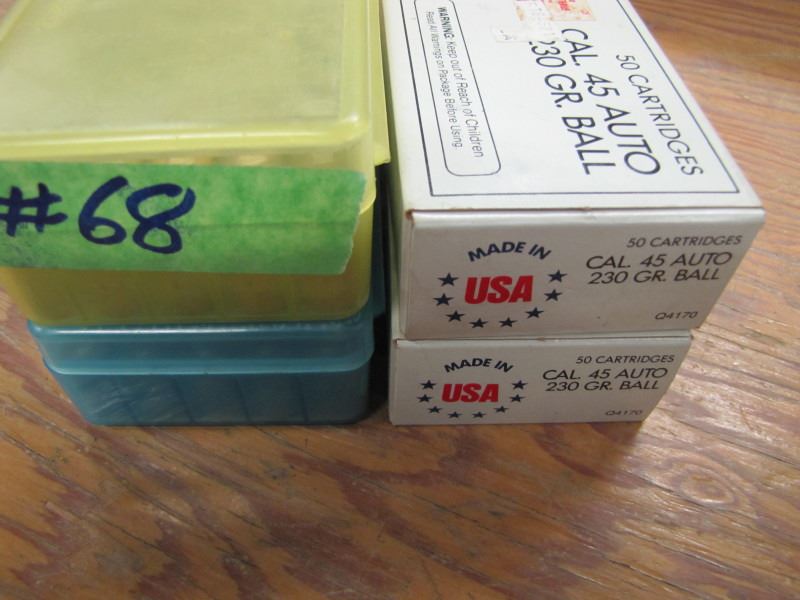 #68
WARNING: Keep out of Reach of Children
Read All Warnings on Package Before Using.
50 CARTRIDGES
CAL. 45 AUTO
230 GR. BALL
MADE IN
USA
50 CARTRIDGES
CAL. 45 AUTO
230 GR. BALL
Q4170
MADE IN
USA
50 CARTRIDGES
CAL. 45 AUTO
230 GR. BALL
Q4170